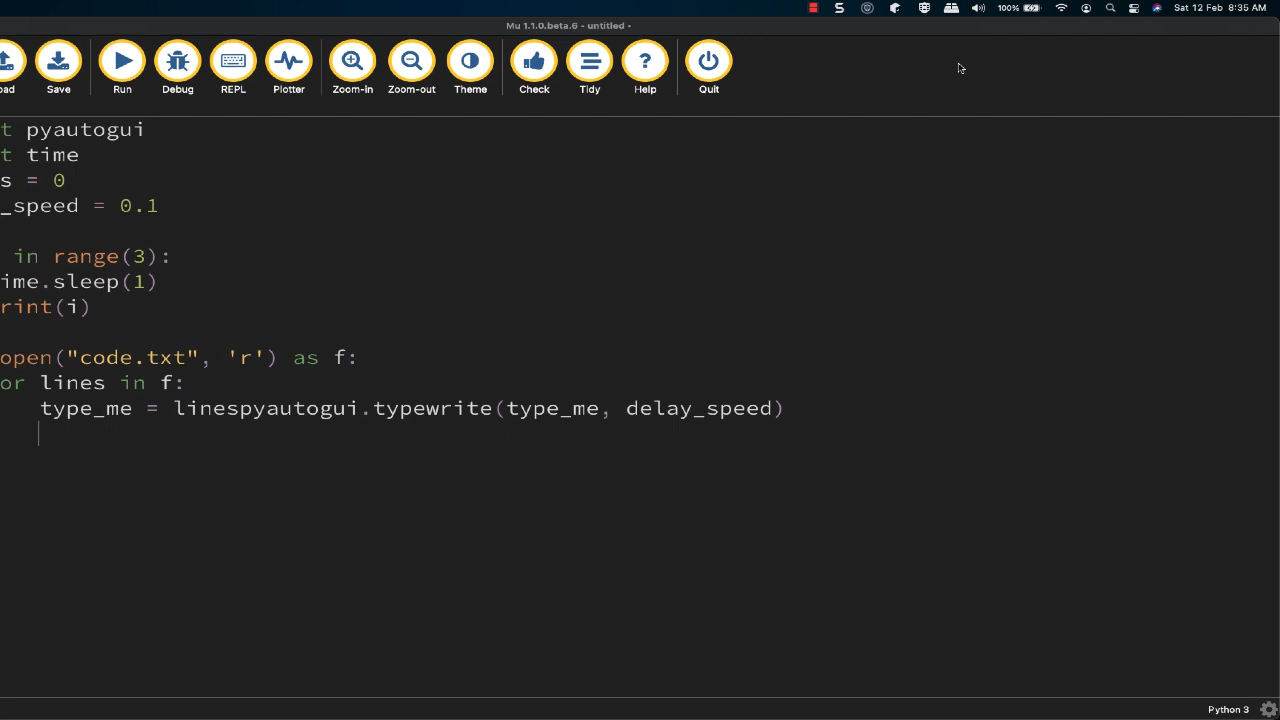 100% Sat 12 Feb 8:35 AM
Mu 1.1.0.beta.6 - untitled -
oad Save Run Debug REPL Plotter Zoom-in Zoom-out Theme Check Tidy Help Quit
t pyautogui
t time
s = 0
_speed = 0.1
in range(3):
ime.sleep(1)
rint(i)
open("code.txt", 'r') as f:
or lines in f:
type_me = linespyautogui.typewrite(type_me, delay_speed)
Python 3